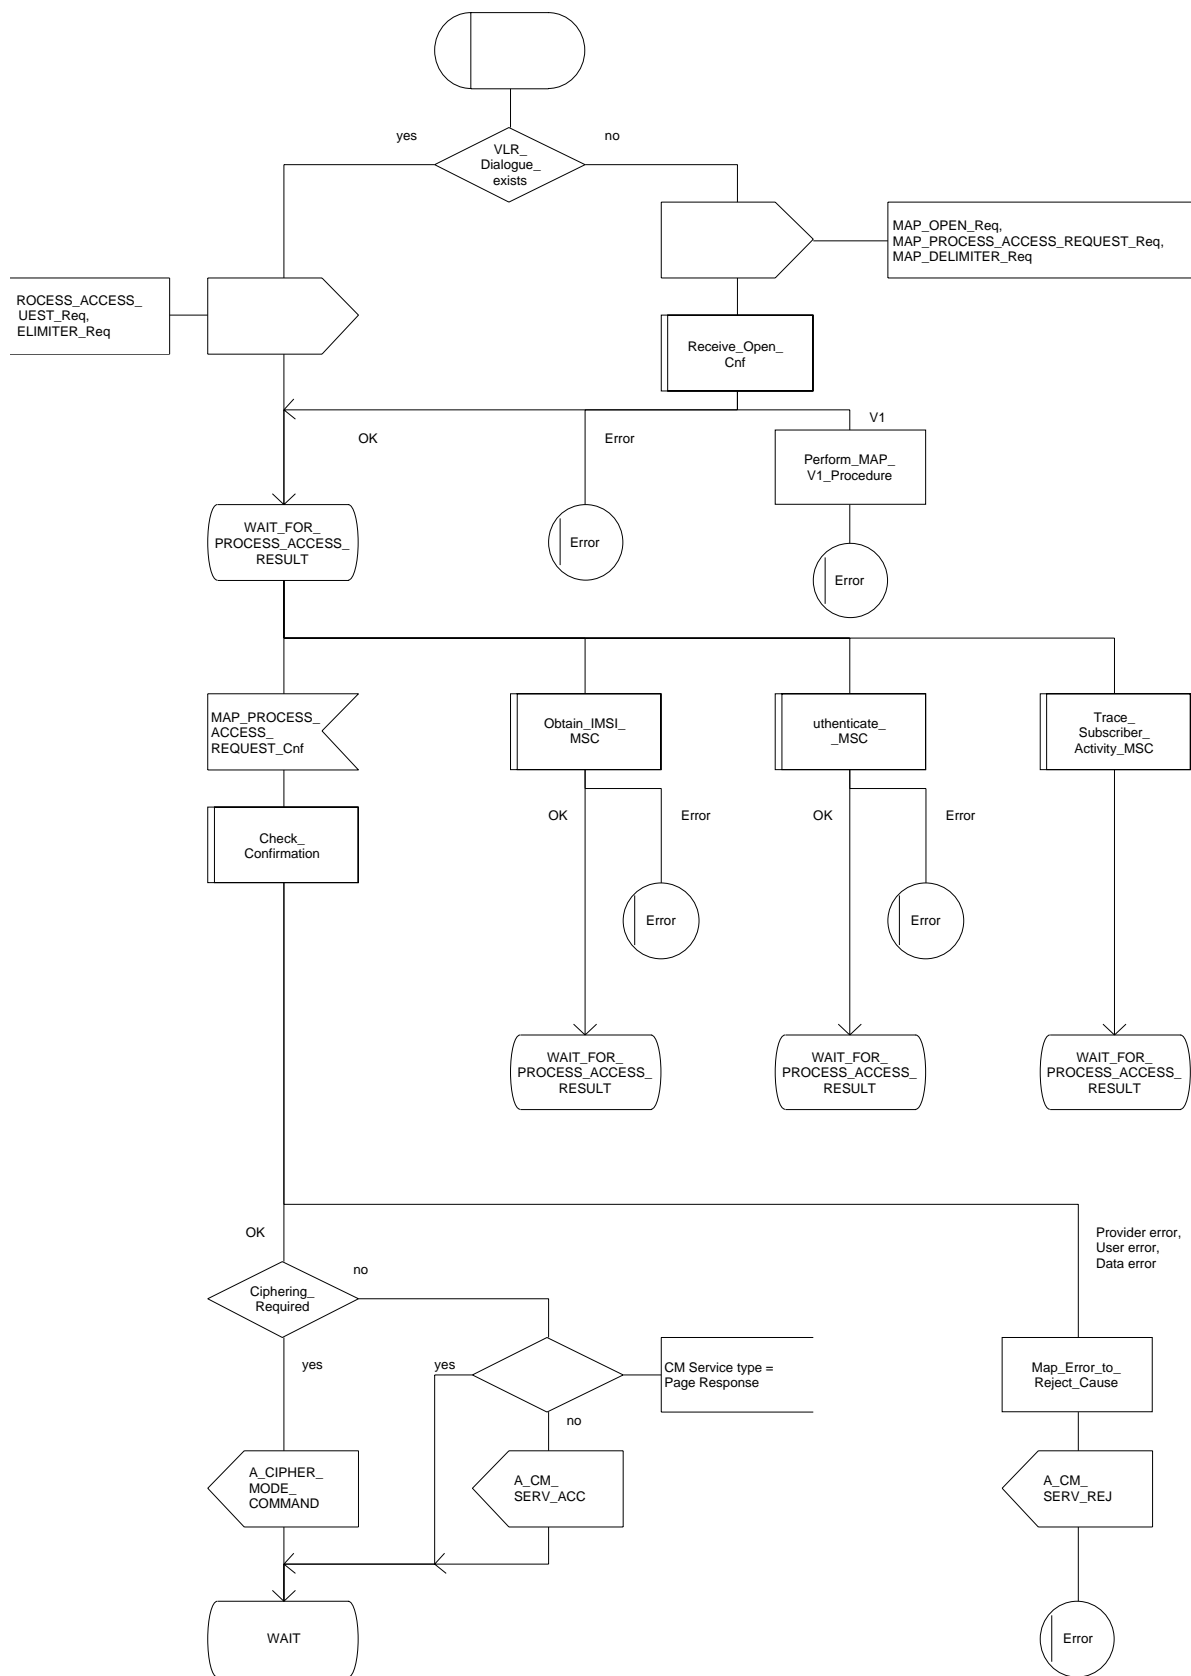 yes
no
VLR_
Dialogue_
exists
MAP_OPEN_Req,
MAP_PROCESS_ACCESS_REQUEST_Req,
MAP_DELIMITER_Req
ROCESS_ACCESS_
UEST_Req,
ELIMITER_Req
Receive_Open_
Cnf
OK
Error
V1
Perform_MAP_
V1_Procedure
WAIT_FOR_
PROCESS_ACCESS_
RESULT
Error
Error
MAP_PROCESS_
ACCESS_
REQUEST_Cnf
Obtain_IMSI_
MSC
uthenticate_
_MSC
Trace_
Subscriber_
Activity_MSC
OK
Error
OK
Error
Check_
Confirmation
Error
Error
WAIT_FOR_
PROCESS_ACCESS_
RESULT
WAIT_FOR_
PROCESS_ACCESS_
RESULT
WAIT_FOR_
PROCESS_ACCESS_
RESULT
OK
Provider error,
User error,
Data error
no
Ciphering_
Required
yes
yes
CM Service type =
Page Response
Map_Error_to_
Reject_Cause
no
A_CIPHER_
MODE_
COMMAND
A_CM_
SERV_ACC
A_CM_
SERV_REJ
WAIT
Error